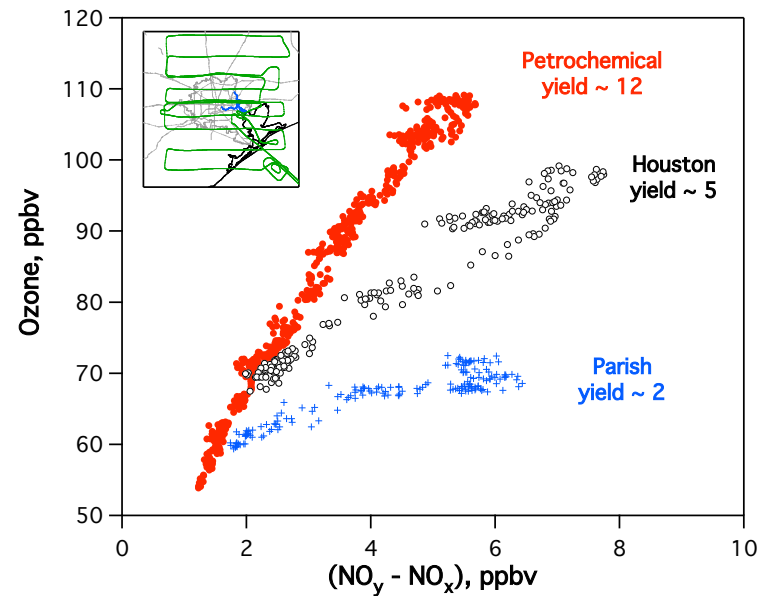 120
110
100
90
80
70
60
50
Ozone, ppbv
Petrochemical
yield ~ 12
Houston
yield ~ 5
Parish
yield ~ 2
0 2 4 6 8 10
(NOy - NOx), ppbv